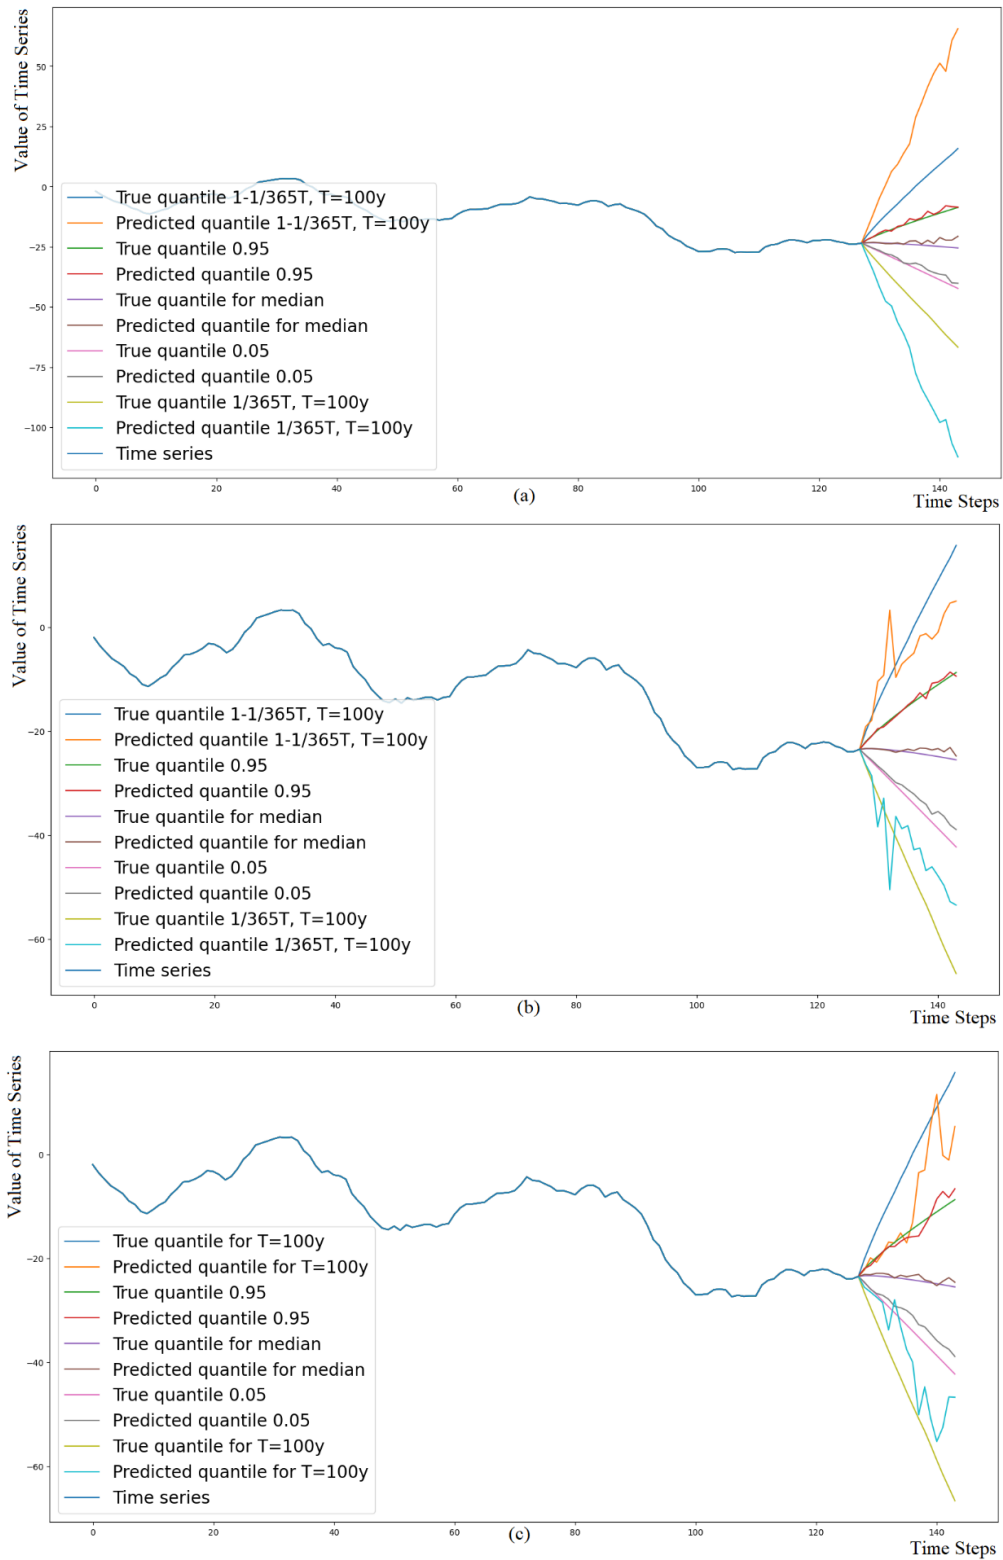 Value of Time Series
50
25
0
−25
−50
−75
−100
True quantile 1-1/365T, T=100y
Predicted quantile 1-1/365T, T=100y
True quantile 0.95
Predicted quantile 0.95
True quantile for median
Predicted quantile for median
True quantile 0.05
Predicted quantile 0.05
True quantile 1/365T, T=100y
Predicted quantile 1/365T, T=100y
Time series
0 20 40 60 80 100 120 140
(a)
Time Steps
Value of Time Series
0
−20
−40
−60
True quantile 1-1/365T, T=100y
Predicted quantile 1-1/365T, T=100y
True quantile 0.95
Predicted quantile 0.95
True quantile for median
Predicted quantile for median
True quantile 0.05
Predicted quantile 0.05
True quantile 1/365T, T=100y
Predicted quantile 1/365T, T=100y
Time series
0 20 40 60 80 100 120 140
(b)
Time Steps
Value of Time Series
0
−20
−40
−60
True quantile for T=100y
Predicted quantile for T=100y
True quantile 0.95
Predicted quantile 0.95
True quantile for median
Predicted quantile for median
True quantile 0.05
Predicted quantile 0.05
True quantile for T=100y
Predicted quantile for T=100y
Time series
0 20 40 60 80 100 120 140
(c)
Time Steps